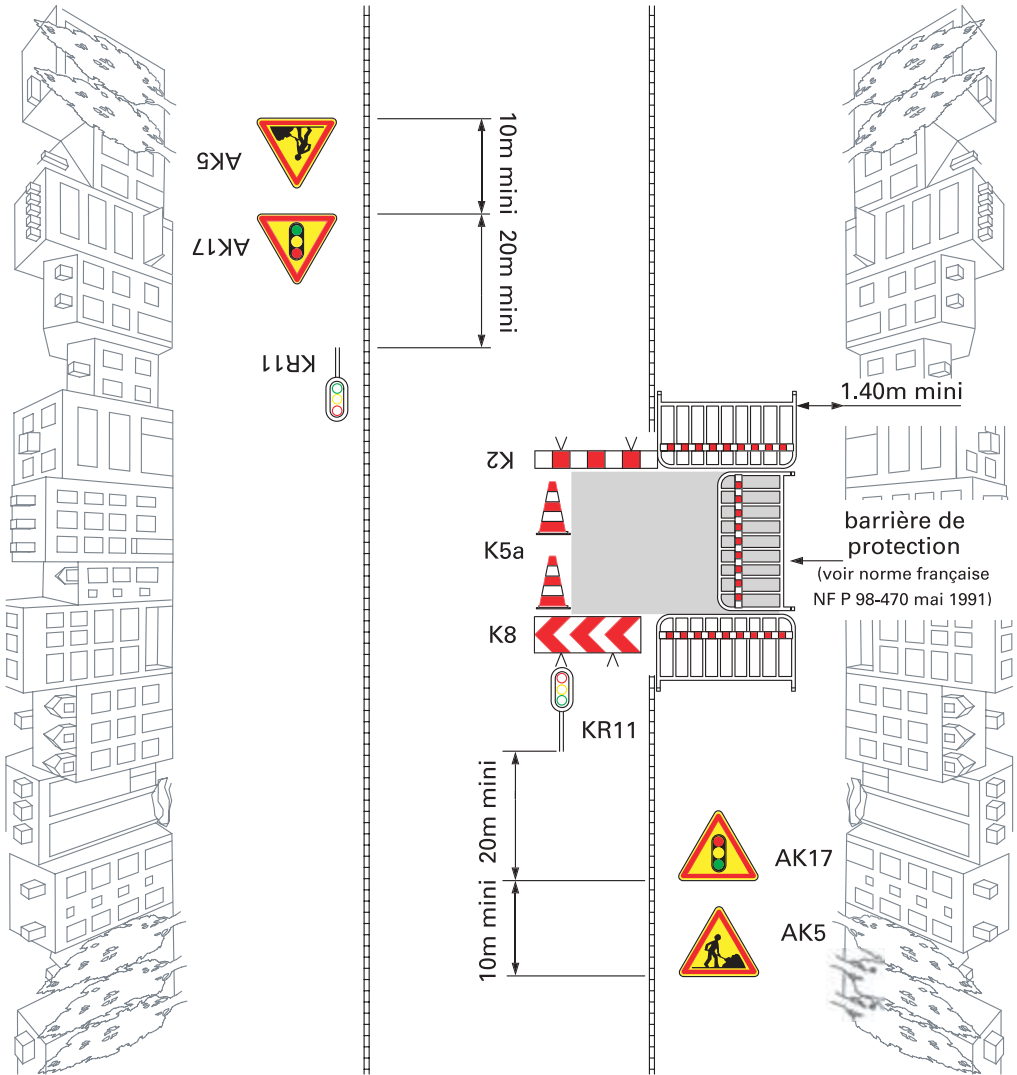 AK5
10m mini
AK17
20m mini
KR11
1.40m mini
K2
K5a
barrière de
protection
(voir norme française
NF P 98-470 mai 1991)
K8
KR11
20m mini
AK17
10m mini
AK5